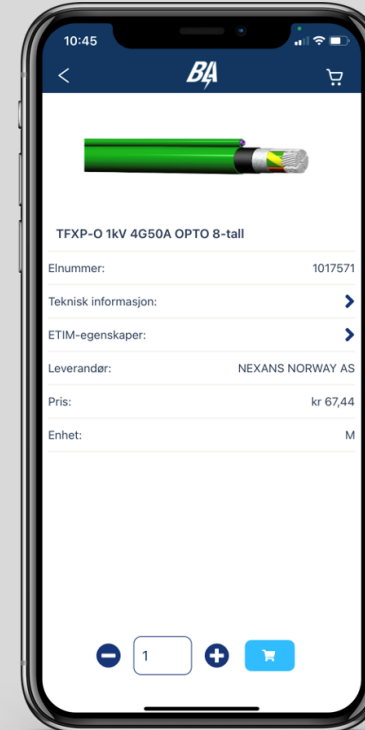 10:45
BA
TFXP-O 1kV 4G50A OPTO 8-tall
Elnummer: 1017571
Teknisk informasjon:
ETIM-egenskaper:
Leverandør: NEXANS NORWAY AS
Pris: kr 67,44
Enhet: M
1